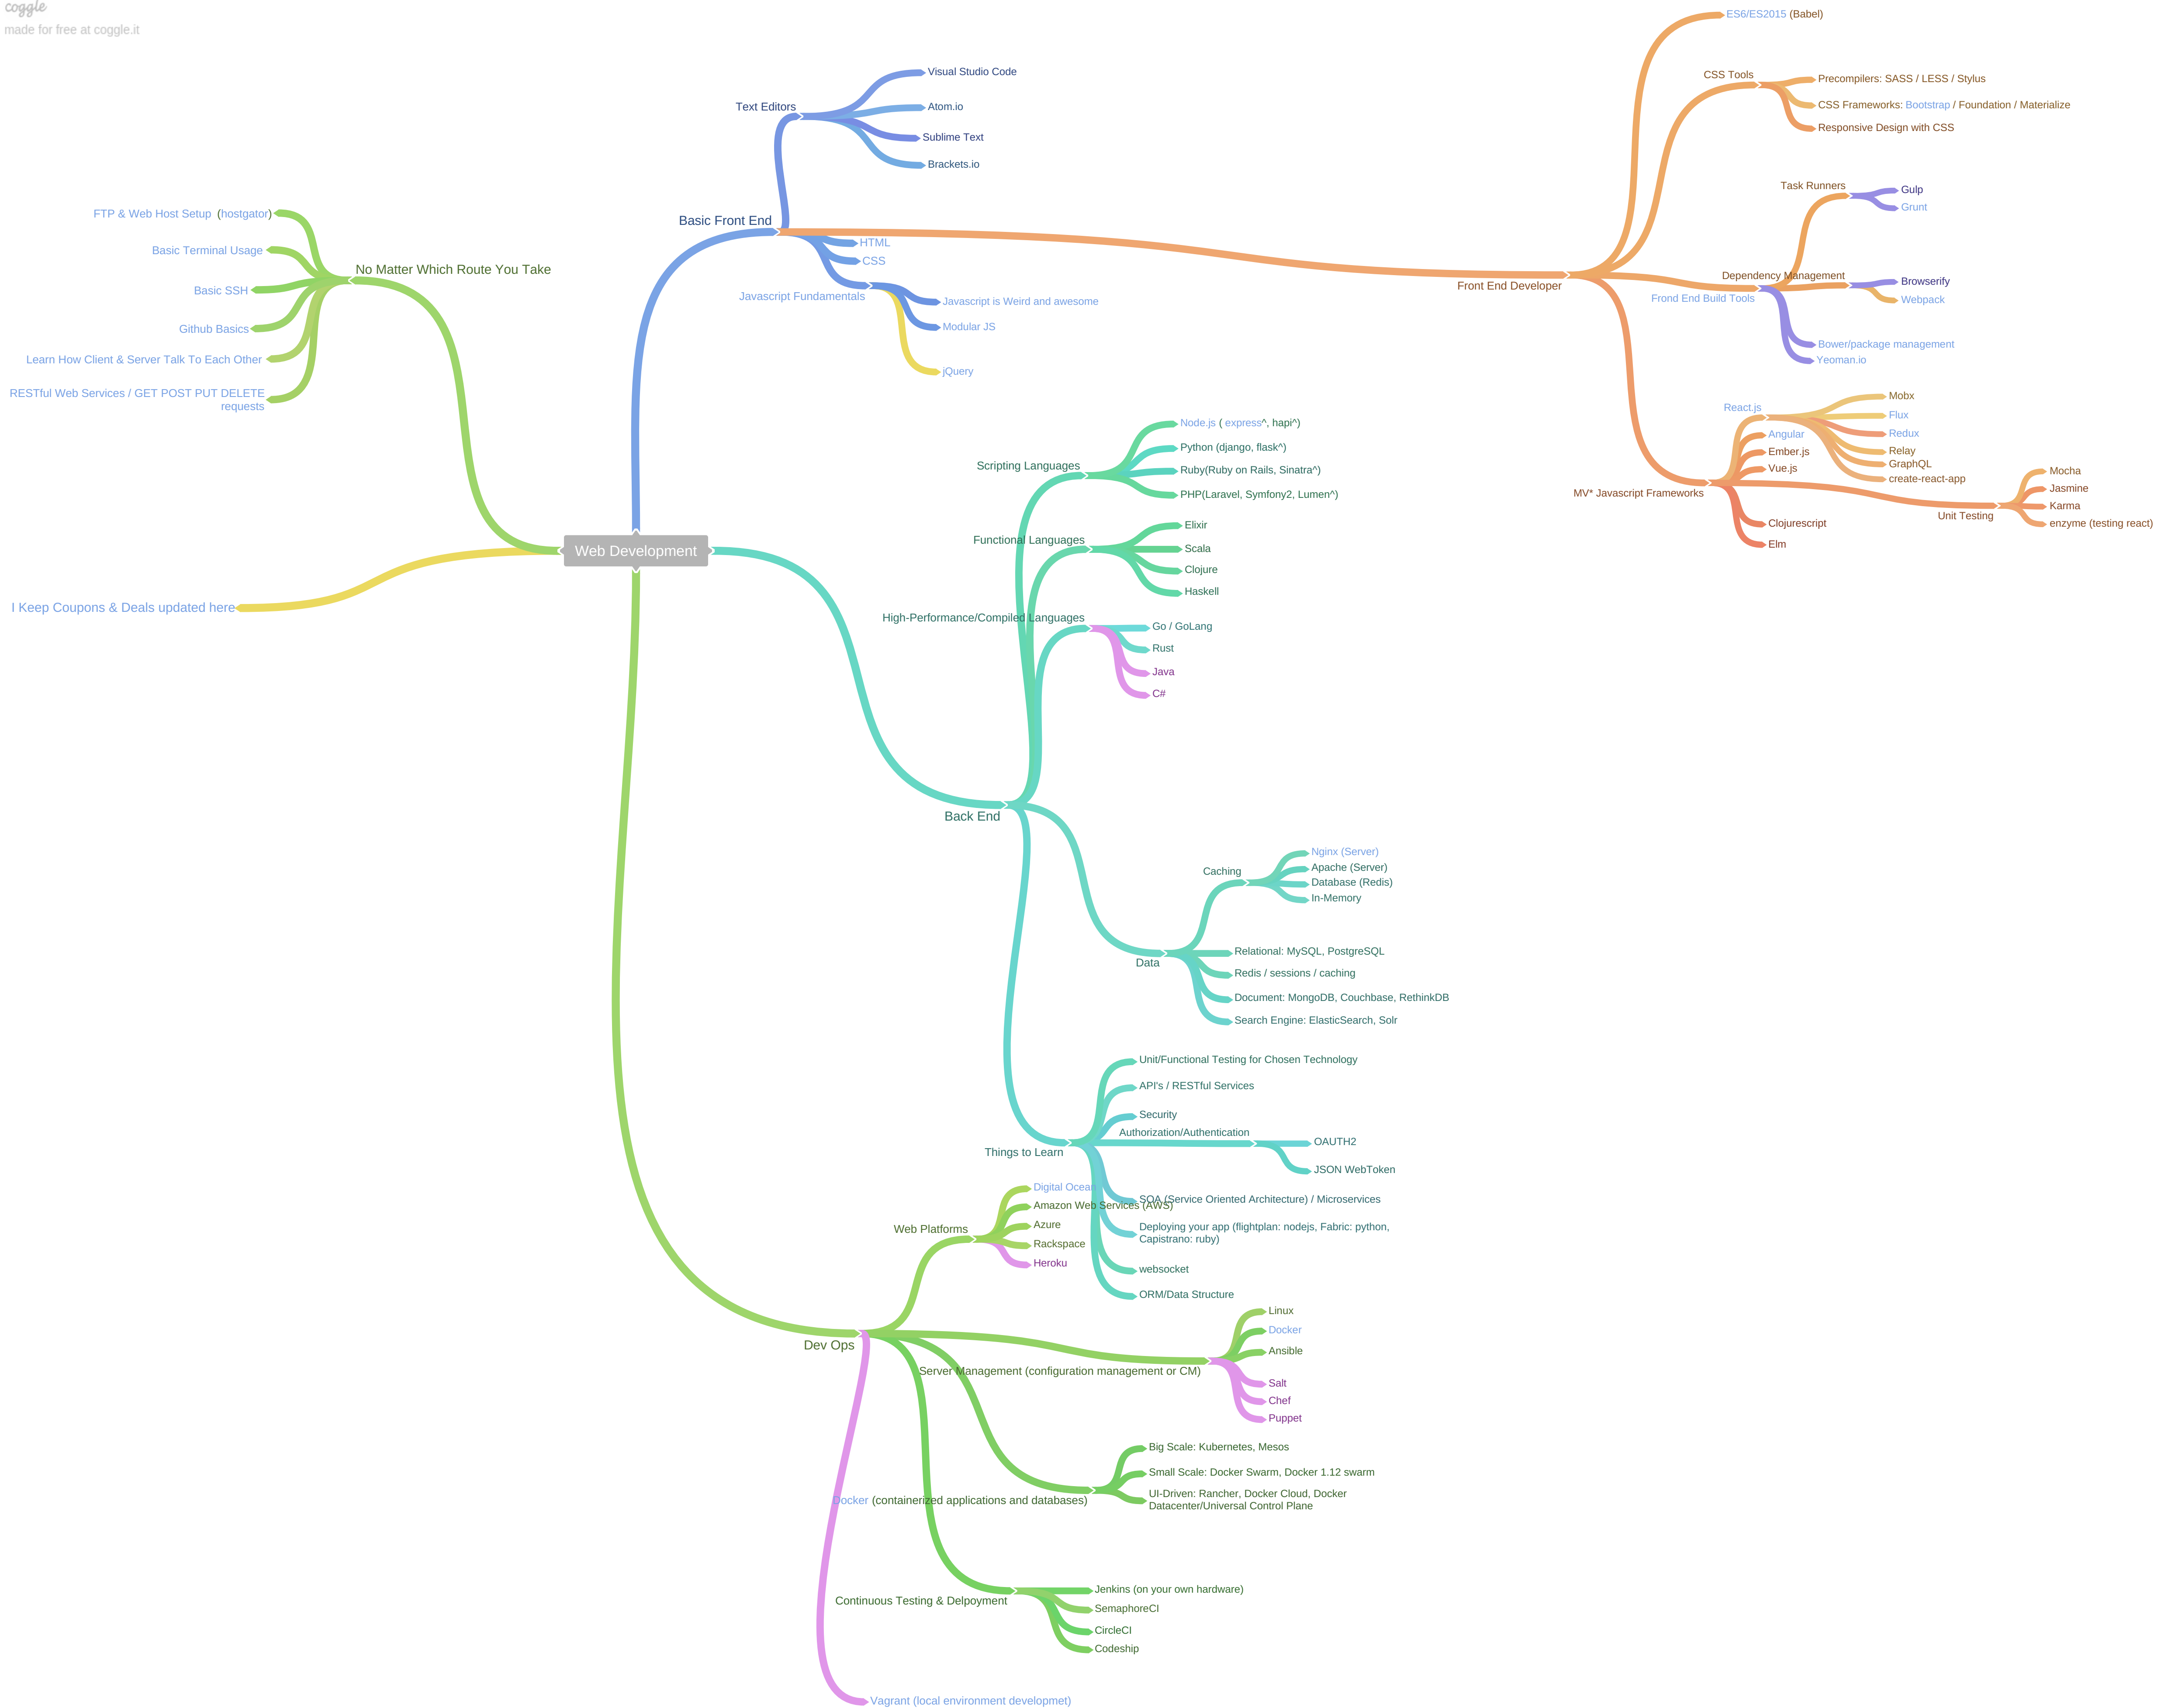 coggle
made for free at coggle.it
Web Development
No Matter Which Route You Take
FTP & Web Host Setup (hostgator)
Basic Terminal Usage
Basic SSH
Github Basics
Learn How Client & Server Talk To Each Other
RESTful Web Services / GET POST PUT DELETE
requests
I Keep Coupons & Deals updated here
Basic Front End
Text Editors
Visual Studio Code
Atom.io
Sublime Text
Brackets.io
HTML
CSS
Javascript Fundamentals
Javascript is Weird and awesome
Modular JS
jQuery
Front End Developer
ES6/ES2015 (Babel)
CSS Tools
Precompilers: SASS / LESS / Stylus
CSS Frameworks: Bootstrap / Foundation / Materialize
Responsive Design with CSS
Frond End Build Tools
Task Runners
Gulp
Grunt
Dependency Management
Browserify
Webpack
Bower/package management
Yeoman.io
MV* Javascript Frameworks
React.js
Mobx
Flux
Redux
Relay
GraphQL
create-react-app
Angular
Ember.js
Vue.js
Unit Testing
Mocha
Jasmine
Karma
enzyme (testing react)
Clojurescript
Elm
Back End
Scripting Languages
Node.js ( express^, hapi^)
Python (django, flask^)
Ruby(Ruby on Rails, Sinatra^)
PHP(Laravel, Symfony2, Lumen^)
Functional Languages
Elixir
Scala
Clojure
Haskell
High-Performance/Compiled Languages
Go / GoLang
Rust
Java
C#
Data
Caching
Nginx (Server)
Apache (Server)
Database (Redis)
In-Memory
Relational: MySQL, PostgreSQL
Redis / sessions / caching
Document: MongoDB, Couchbase, RethinkDB
Search Engine: ElasticSearch, Solr
Things to Learn
Unit/Functional Testing for Chosen Technology
API's / RESTful Services
Security
Authorization/Authentication
OAUTH2
JSON WebToken
SOA (Service Oriented Architecture) / Microservices
Deploying your app (flightplan: nodejs, Fabric: python,
Capistrano: ruby)
websocket
ORM/Data Structure
Dev Ops
Web Platforms
Digital Ocean
Amazon Web Services (AWS)
Azure
Rackspace
Heroku
Server Management (configuration management or CM)
Linux
Docker
Ansible
Salt
Chef
Puppet
Docker (containerized applications and databases)
Big Scale: Kubernetes, Mesos
Small Scale: Docker Swarm, Docker 1.12 swarm
UI-Driven: Rancher, Docker Cloud, Docker
Datacenter/Universal Control Plane
Continuous Testing & Delpoyment
Jenkins (on your own hardware)
SemaphoreCI
CircleCI
Codeship
Vagrant (local environment developmet)